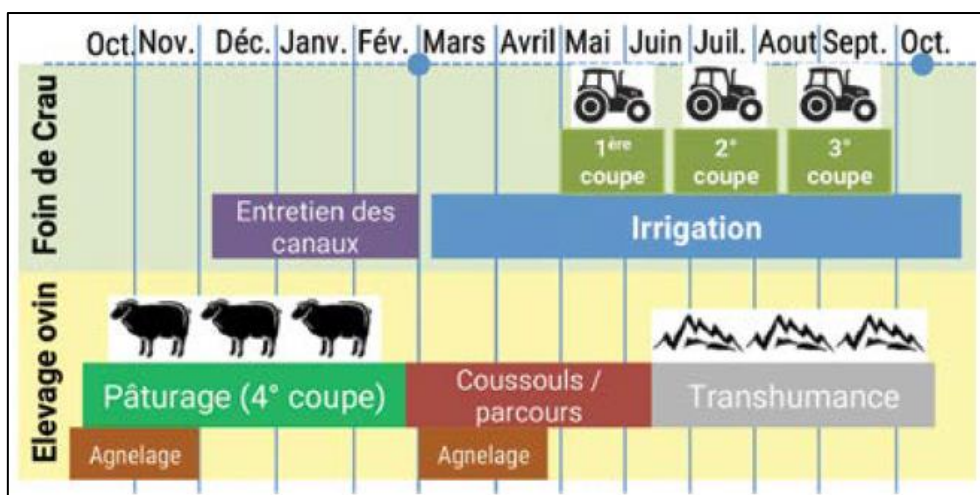 Oct. Nov. Déc. Janv. Fév. Mars Avril Mai Juin Juil. Aout Sept. Oct.
Foin de Crau
1ère
coupe
2°
coupe
3°
coupe
Entretien des
canaux
Irrigation
Elevage ovin
Pâturage (4° coupe)
Coussouls /
parcours
Transhumance
Agnelage
Agnelage